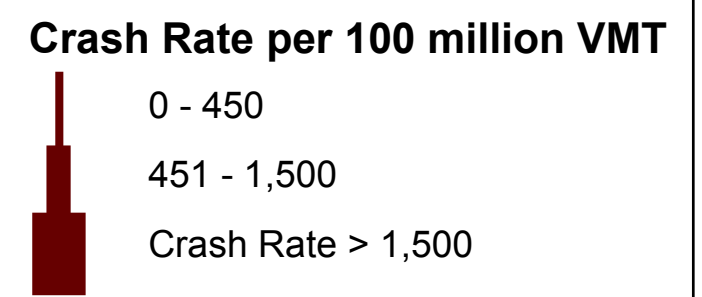 Crash Rate per 100 million VMT
0 - 450
451 - 1,500
Crash Rate > 1,500